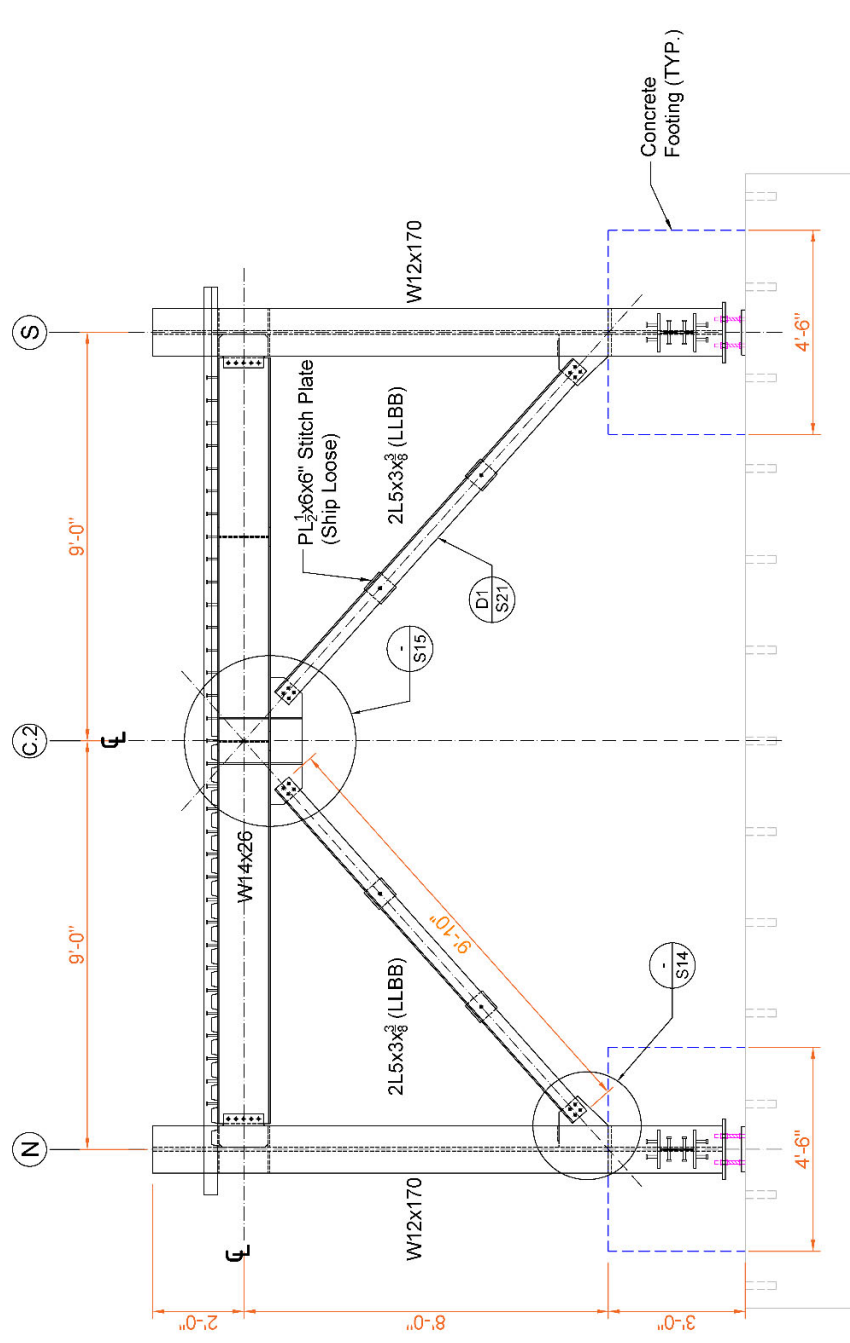 N
C.2
S
9'-0"
9'-0"
2'-0"
8'-0"
3'-0"
℄
℄
W14x26
W12x170
W12x170
PL½x6x6" Stitch Plate
(Ship Loose)
2L5x3x⅜ (LLBB)
2L5x3x⅜ (LLBB)
9'-10"
-
S15
D1
S21
-
S14
Concrete
Footing (TYP.)
4'-6"
4'-6"